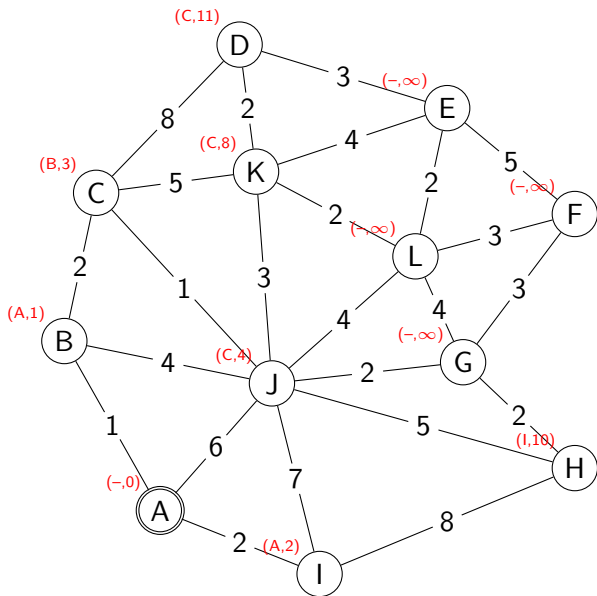 (C,11)
D
3
(–,∞)
E
2
8
4
5
(C,8)
K
(B,3)
C
5
2
(–,∞)
F
2
(–,∞)
L
3
2
1
3
3
4
4
(A,1)
B
4
(C,4)
J
2
(–,∞)
G
1
6
5
2
(I,10)
H
7
(–,0)
A
2
(A,2)
I
8